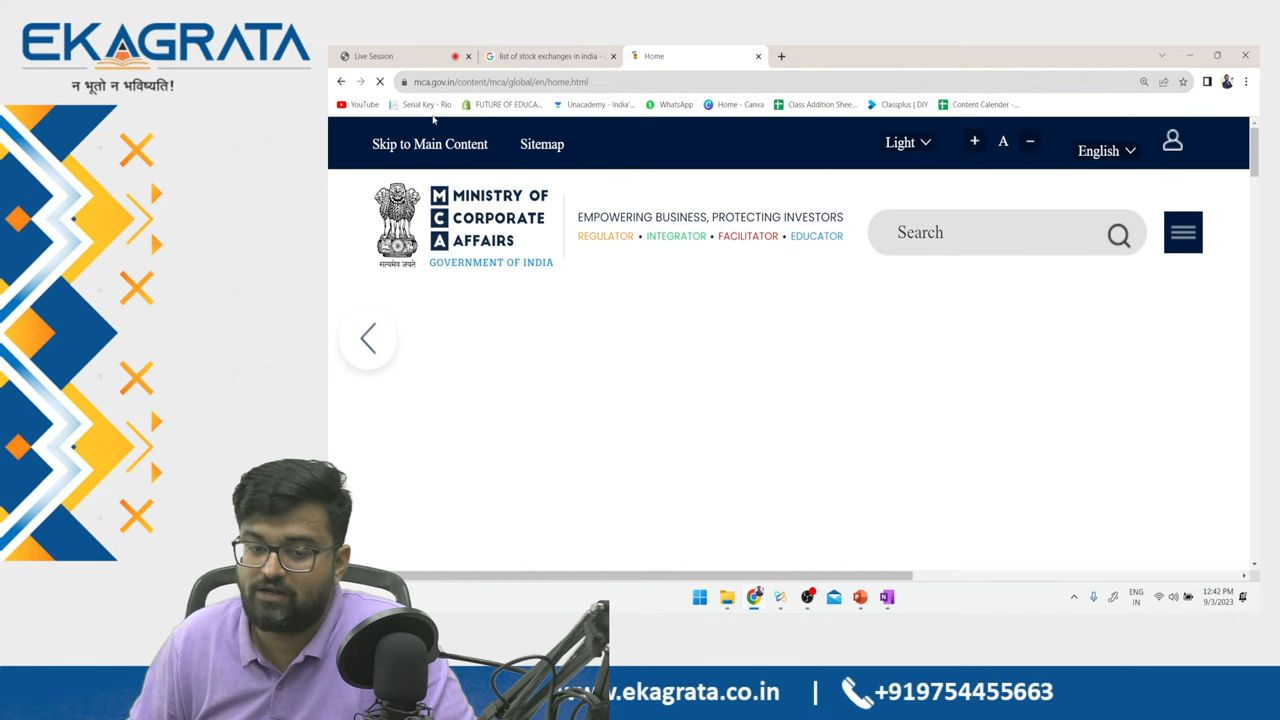 EKAGRATA
न भूतो न भविष्यति!
Live Session
list of stock exchanges in india -
Home
mca.gov.in/content/mca/global/en/home.html
YouTube
Serial Key - Rio
FUTURE OF EDUCA...
Unacademy - India'...
WhatsApp
Home - Canva
Class Addition Shee...
Classplus | DIY
Content Calender -...
Skip to Main Content
Sitemap
Light
+ A −
English
MINISTRY OF
CORPORATE
AFFAIRS
GOVERNMENT OF INDIA
सत्यमेव जयते
EMPOWERING BUSINESS, PROTECTING INVESTORS
REGULATOR • INTEGRATOR • FACILITATOR • EDUCATOR
Search
ENG
IN
12:42 PM
9/3/2023
www.ekagrata.co.in | +919754455663